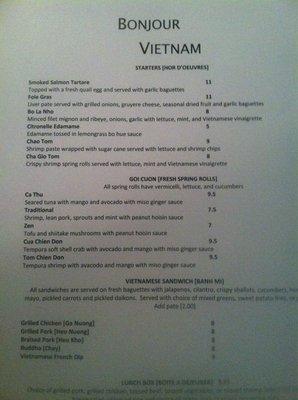 BONJOUR
VIETNAM
STARTERS [HOR D'OEUVRES]
Smoked Salmon Tartare 11
Topped with a fresh quail egg and served with garlic baguettes
Foie Gras 11
Liver pate served with grilled onions, gruyere cheese, seasonal dried fruit and garlic baguettes
Bo La Nho 8
Minced filet mignon and ribeye, onions, garlic with lettuce, mint, and Vietnamese vinaigrette
Citronelle Edamame 5
Edamame tossed in lemongrass bo hue sauce
Chao Tom 9
Shrimp paste wrapped with sugar cane served with lettuce and shrimp chips
Cha Gio Tom 8
Crispy shrimp spring rolls served with lettuce, mint and Vietnamese vinaigrette
GOI CUON [FRESH SPRING ROLLS]
All spring rolls have vermicelli, lettuce, and cucumbers
Ca Thu 9.5
Seared tuna with mango and avocado with miso ginger sauce
Traditional 7.5
Shrimp, lean pork, sprouts and mint with peanut hoisin sauce
Zen 7
Tofu and shiitake mushrooms with peanut hoisin sauce
Cua Chien Don 9.5
Tempura soft shell crab with avocado and mango with miso ginger sauce
Tom Chien Don 9.5
Tempura shrimp with avacado and mango with miso ginger sauce
VIETNAMESE SANDWICH [BANH MI]
All sandwiches are served on fresh baguettes with jalapenos, cilantro, crispy shallots, cucumbers,
mayo, pickled carrots and pickled daikons. Served with choice of mixed greens, sweet potato fries, or
Add pate [2.00]
Grilled Chicken [Ga Nuong] 8
Grilled Pork [Heo Nuong] 8
Braised Pork [Heo Kho] 8
Buddha [Chay] 8
Vietnamese French Dip 9
LUNCH BOX [BOITE A DEJEUNER] 9.95
Choice of grilled pork, grilled chicken,